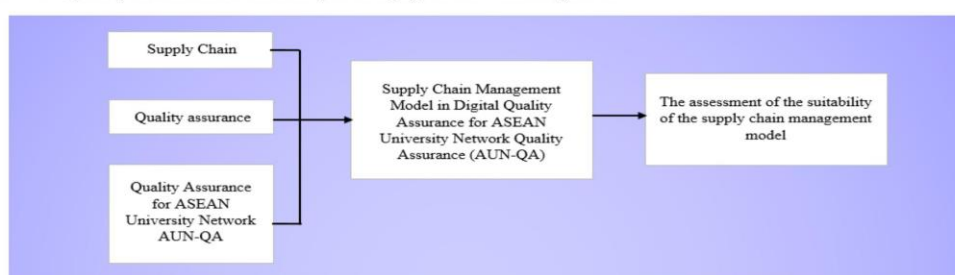 Supply Chain
Quality assurance
Quality Assurance
for ASEAN
University Network
AUN-QA
Supply Chain Management
Model in Digital Quality
Assurance for ASEAN
University Network Quality
Assurance (AUN-QA)
The assessment of the suitability
of the supply chain management
model